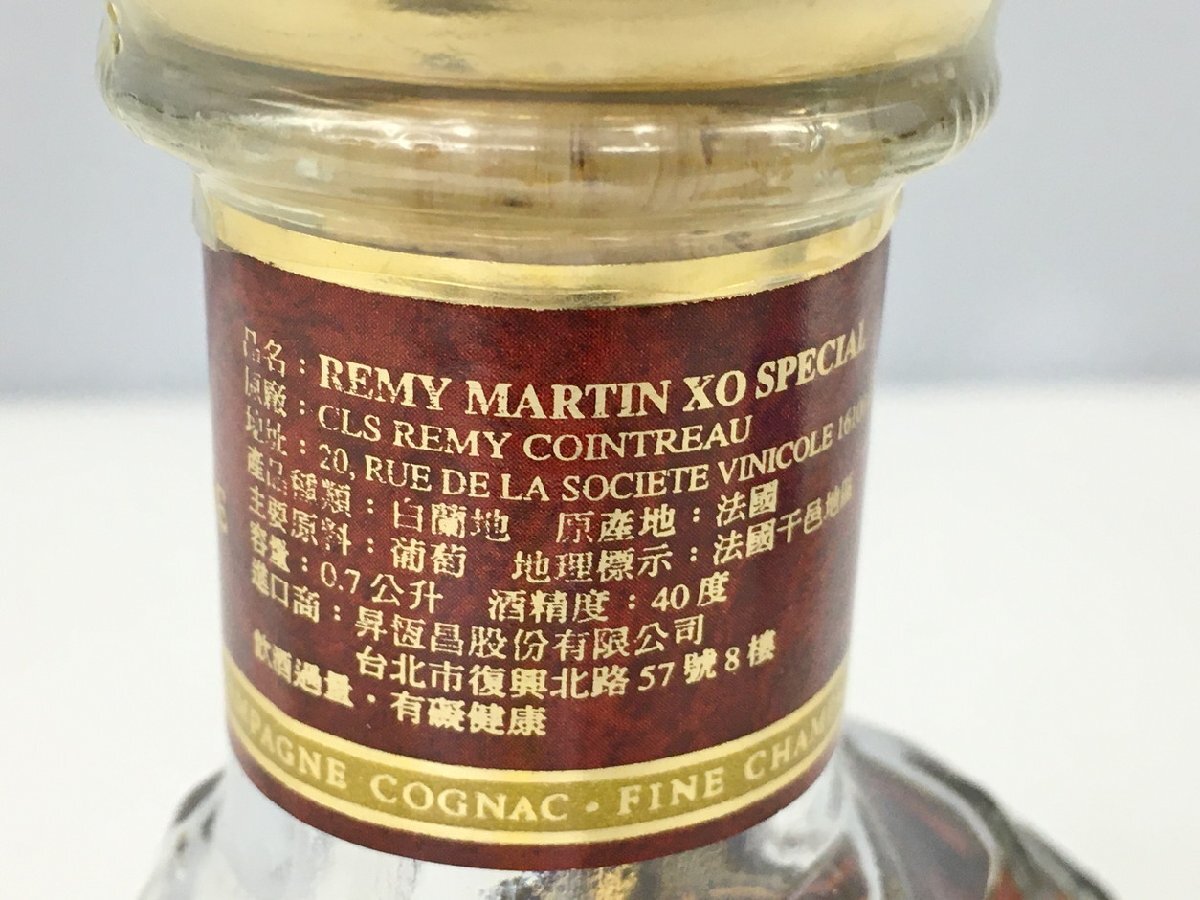 品名：REMY MARTIN XO SPECIAL
原廠：CLS REMY COINTREAU
地址：20, RUE DE LA SOCIETE VINICOLE
產品種類：白蘭地 原產地：法國
主要原料：葡萄 地理標示：法國干邑地區
容量：0.7公升 酒精度：40度
進口商：昇恆昌股份有限公司
台北市復興北路57號8樓
飲酒過量．有礙健康
COGNAC · FINE